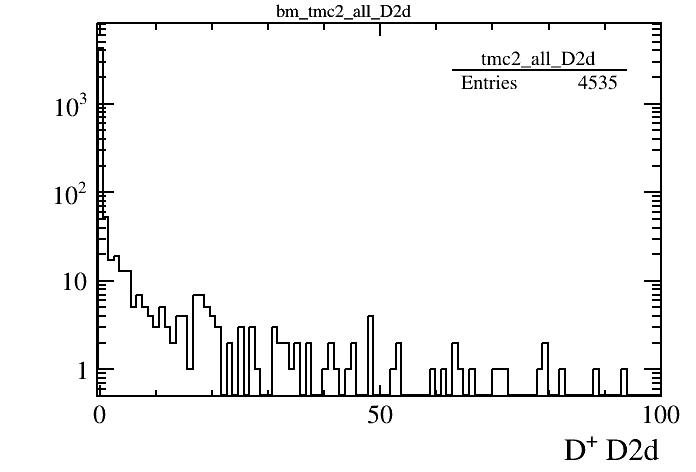 bm_tmc2_all_D2d
tmc2_all_D2d
Entries 4535
10³
10²
10
1
0 50 100
D⁺ D2d